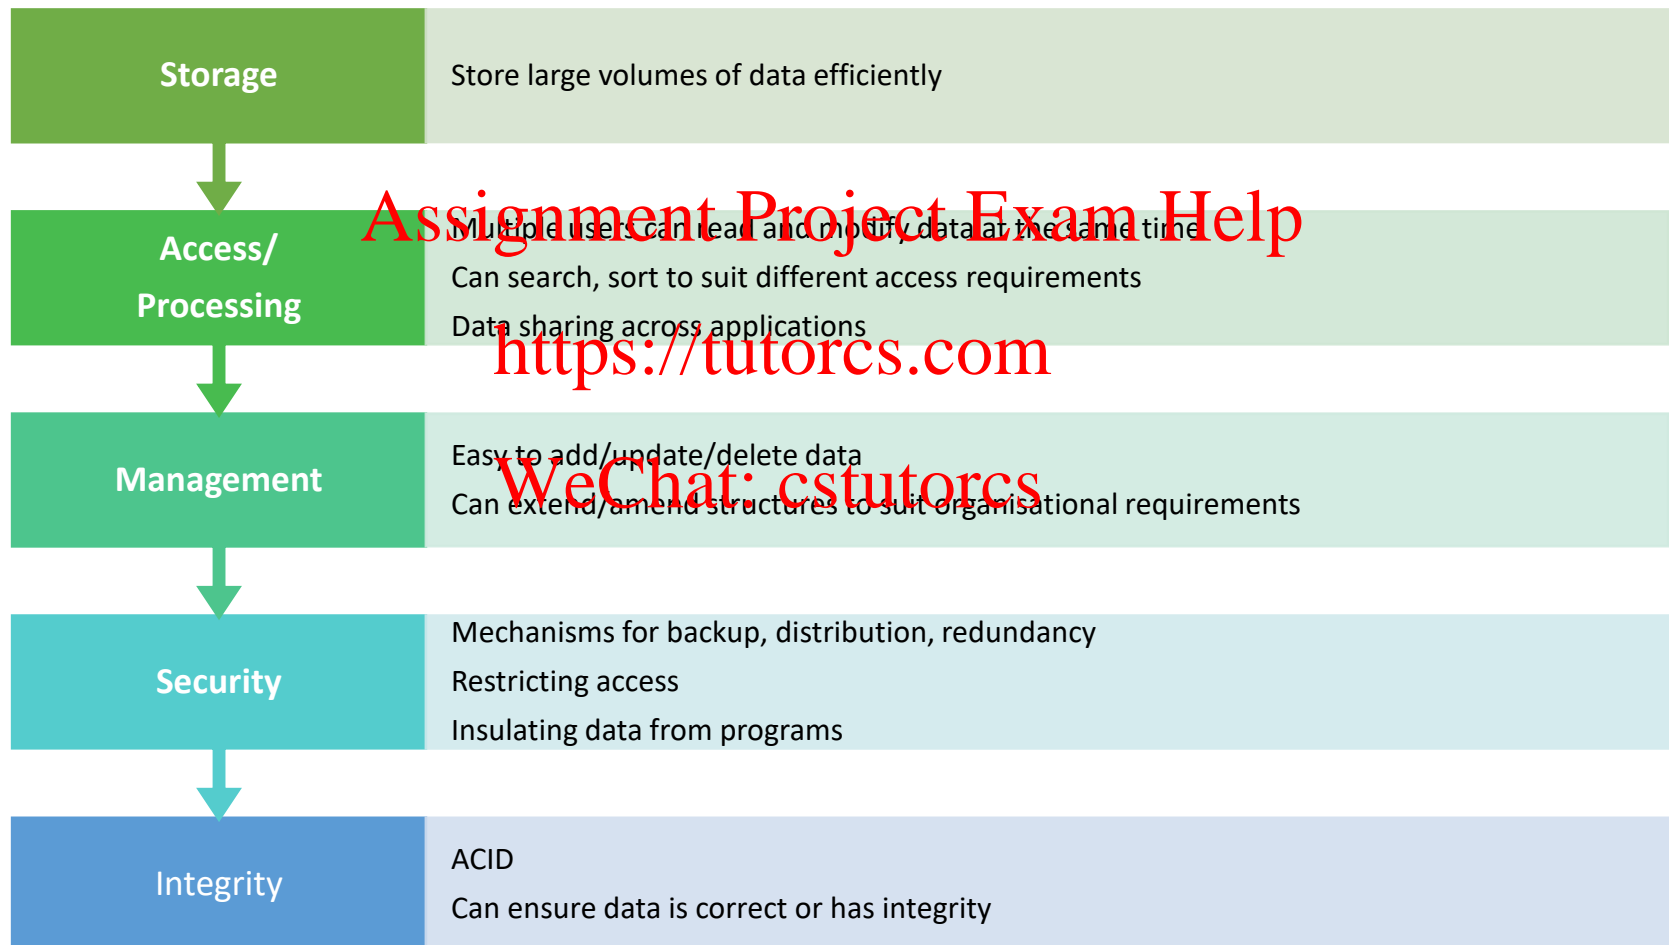 Storage
Store large volumes of data efficiently
Assignment Project Exam Help
Access/
Processing
Multiple users can read and modify data at the same time
Can search, sort to suit different access requirements
Data sharing across applications
https://tutorcs.com
Management
Easy to add/update/delete data
WeChat: cstutorcs
Can extend/amend structures to suit organisational requirements
Security
Mechanisms for backup, distribution, redundancy
Restricting access
Insulating data from programs
Integrity
ACID
Can ensure data is correct or has integrity